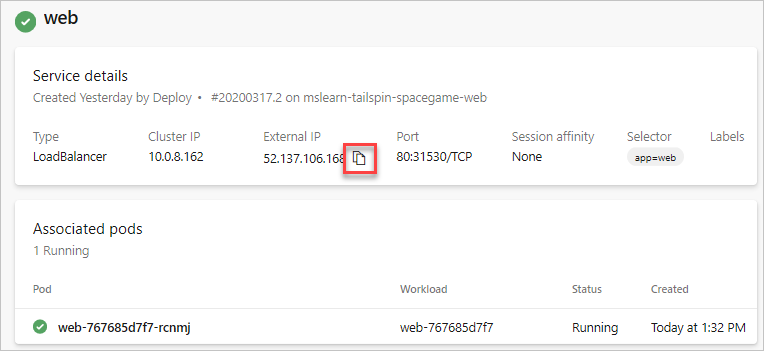 web
Service details
Created Yesterday by Deploy • #20200317.2 on mslearn-tailspin-spacegame-web
Type Cluster IP External IP Port Session affinity Selector Labels
LoadBalancer 10.0.8.162 52.137.106.168 80:31530/TCP None app=web
Associated pods
1 Running
Pod Workload Status Created
web-767685d7f7-rcnmj web-767685d7f7 Running Today at 1:32 PM